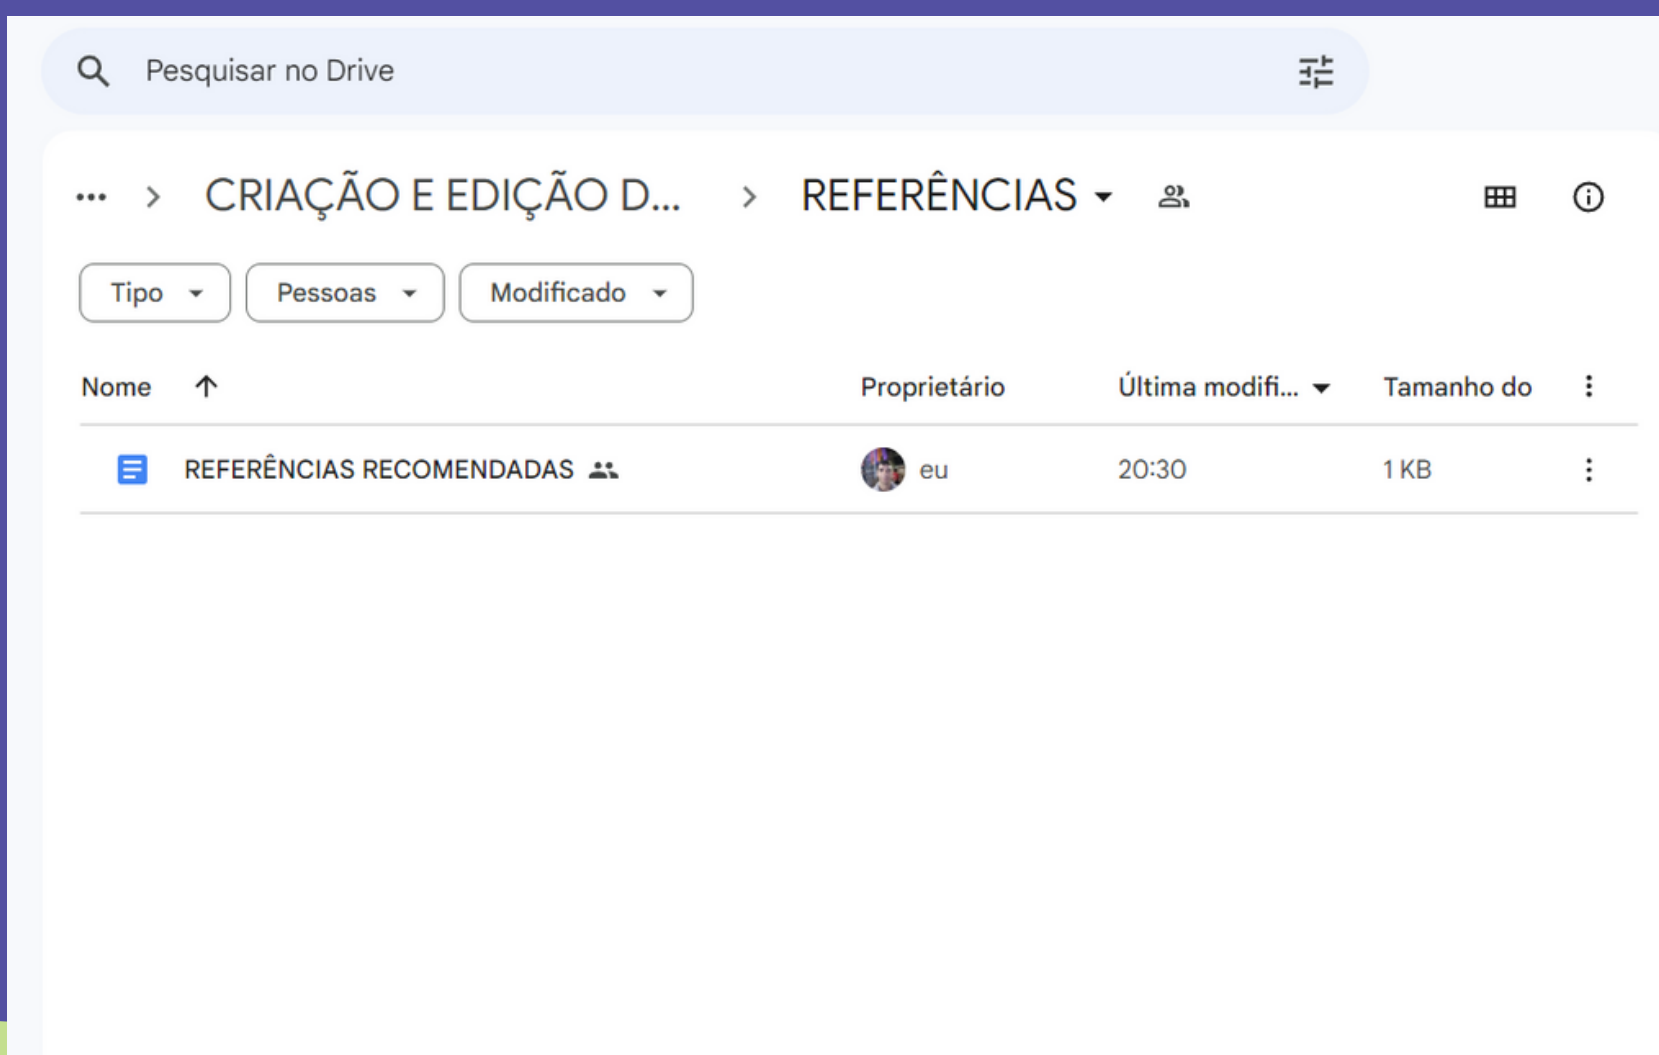 Pesquisar no Drive
... > CRIAÇÃO E EDIÇÃO D... > REFERÊNCIAS
Tipo Pessoas Modificado
Nome Proprietário Última modifi... Tamanho do
REFERÊNCIAS RECOMENDADAS eu 20:30 1 KB